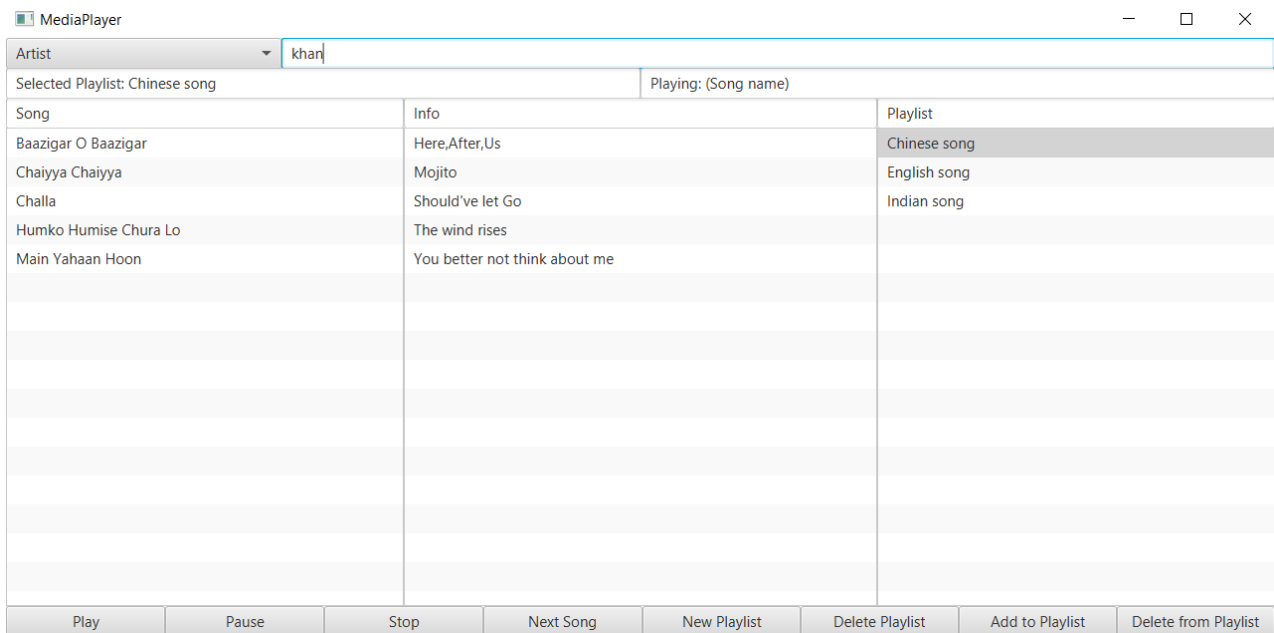 MediaPlayer
Artist khan
Selected Playlist: Chinese song Playing: (Song name)
Song Info Playlist
Baazigar O Baazigar Here,After,Us Chinese song
Chaiyya Chaiyya Mojito English song
Challa Should've let Go Indian song
Humko Humise Chura Lo The wind rises
Main Yahaan Hoon You better not think about me
Play Pause Stop Next Song New Playlist Delete Playlist Add to Playlist Delete from Playlist